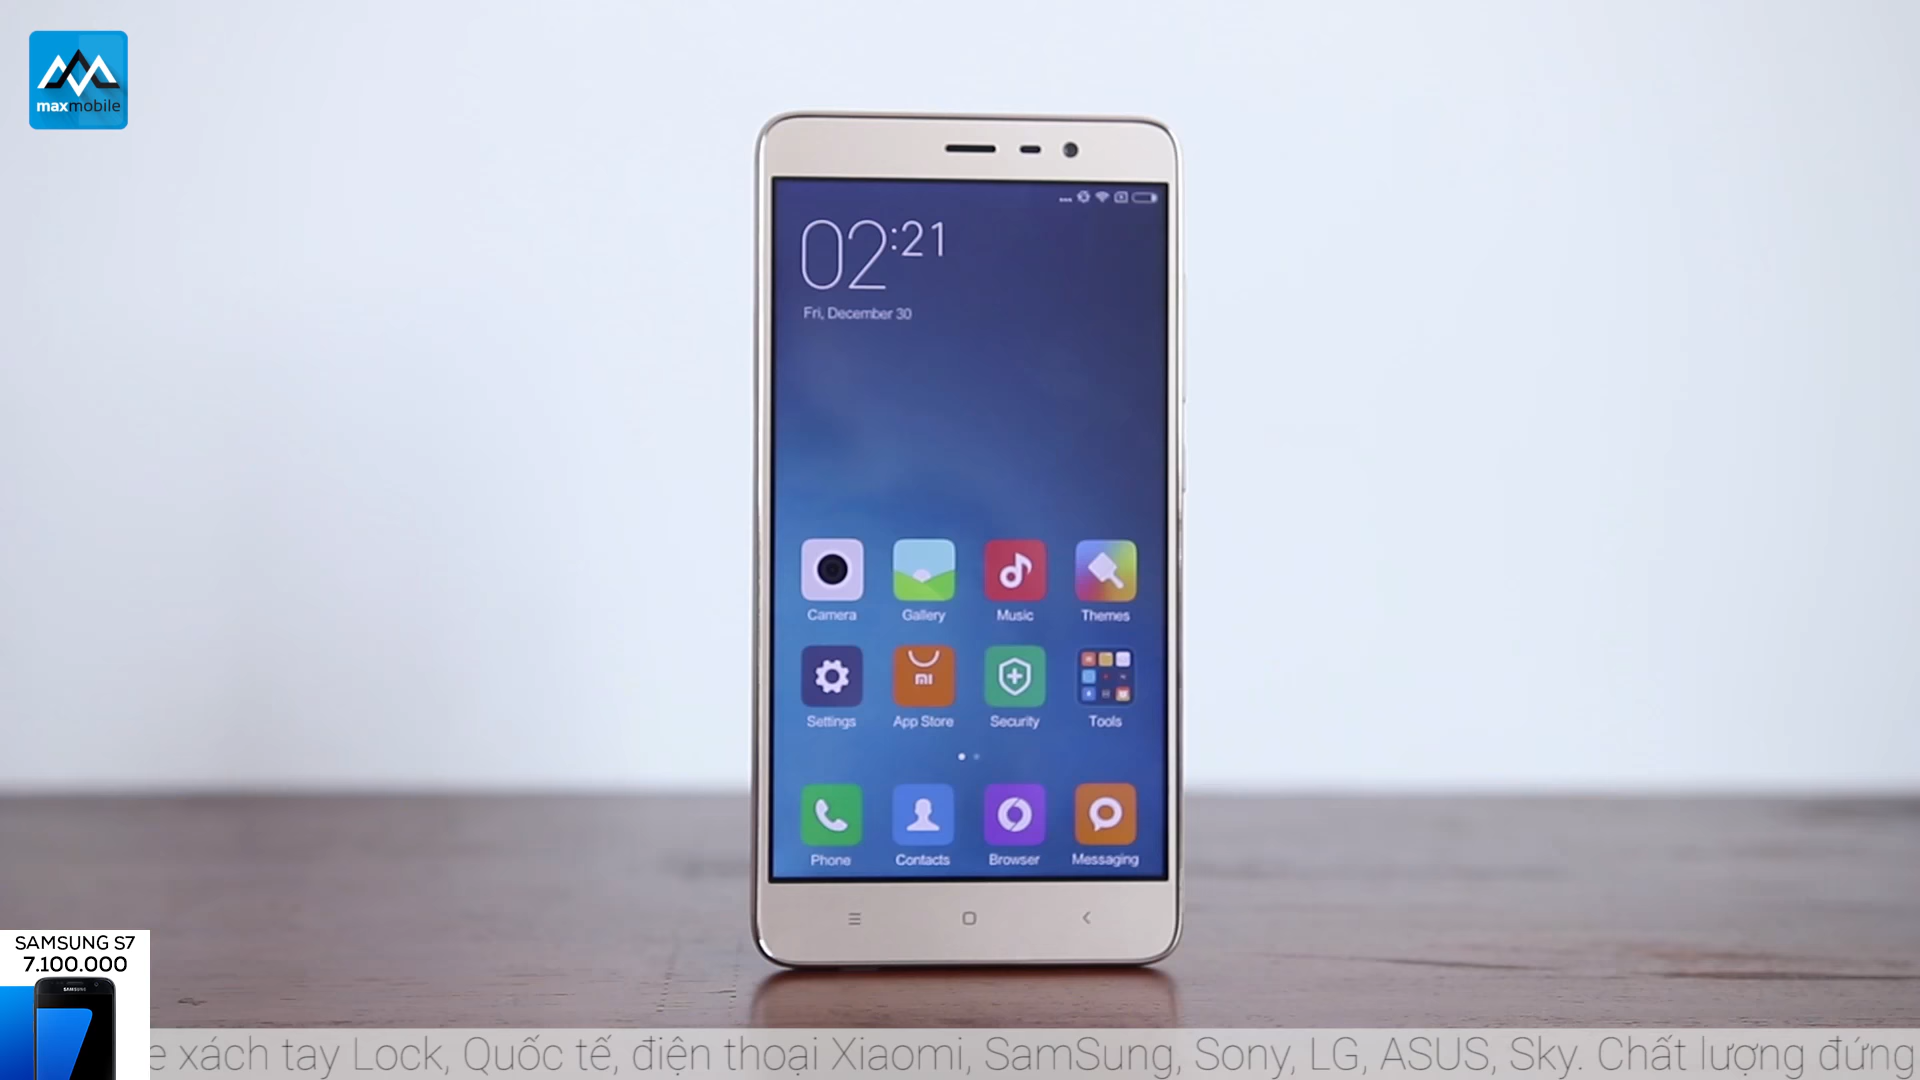 maxmobile
02:21
Fri, December 30
Camera Gallery Music Themes
mi
Settings App Store Security Tools
Phone Contacts Browser Messaging
SAMSUNG S7
7.100.000
SAMSUNG
xách tay Lock, Quốc tế, điện thoại Xiaomi, SamSung, Sony, LG, ASUS, Sky. Chất lượng đứng